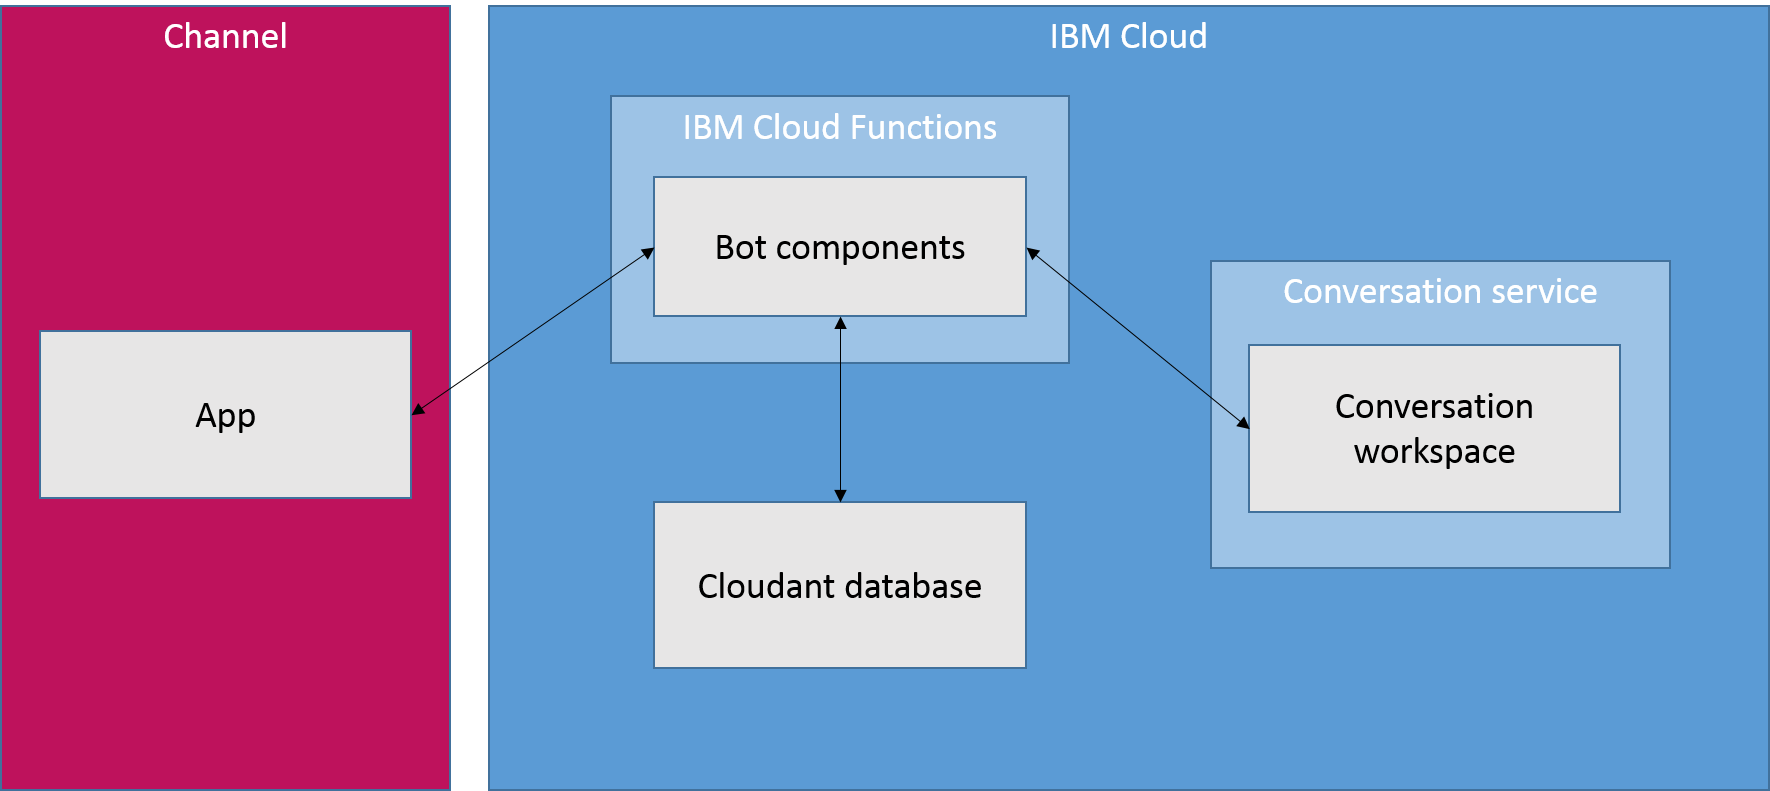 Channel
IBM Cloud
IBM Cloud Functions
Bot components
Conversation service
App
Conversation
workspace
Cloudant database